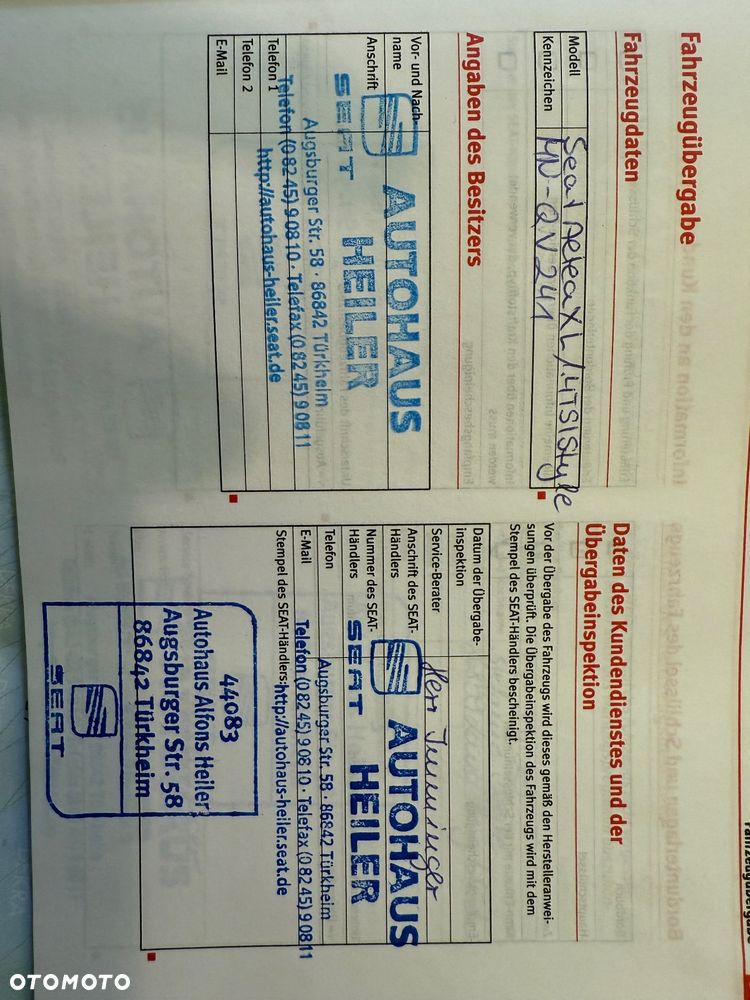 Fahrzeugübergabe
Fahrzeugdaten
Modell Seat Altea XL 1.4TSI Style
Kennzeichen MN-QV 241
Angaben des Besitzers
Vor- und Nach-
name
Anschrift
Telefon 1
Telefon 2
E-Mail
AUTOHAUS
SEAT HEILER
Augsburger Str. 58 · 86842 Türkheim
Telefon (0 82 45) 9 08 10 · Telefax (0 82 45) 9 08 11
http://autohaus-heiler.seat.de
Daten des Kundendienstes und der
Übergabeinspektion
Vor der Übergabe des Fahrzeugs wird dieses gemäß den Herstelleranwei-
sungen überprüft. Die Übergabeinspektion des Fahrzeugs wird mit dem
Stempel des SEAT-Händlers bescheinigt.
Datum der Übergabe-
inspektion
Service-Berater Herr
Anschrift des SEAT-
Händlers
Nummer des SEAT-
Händlers
Telefon
E-Mail
Stempel des SEAT-Händlers:
AUTOHAUS
SEAT HEILER
Augsburger Str. 58 · 86842 Türkheim
Telefon (0 82 45) 9 08 10 · Telefax (0 82 45) 9 08 11
http://autohaus-heiler.seat.de
44083
Autohaus Alfons Heiler
Augsburger Str. 58
86842 Türkheim
SEAT
Fahrzeugübergabe
OTOMOTO